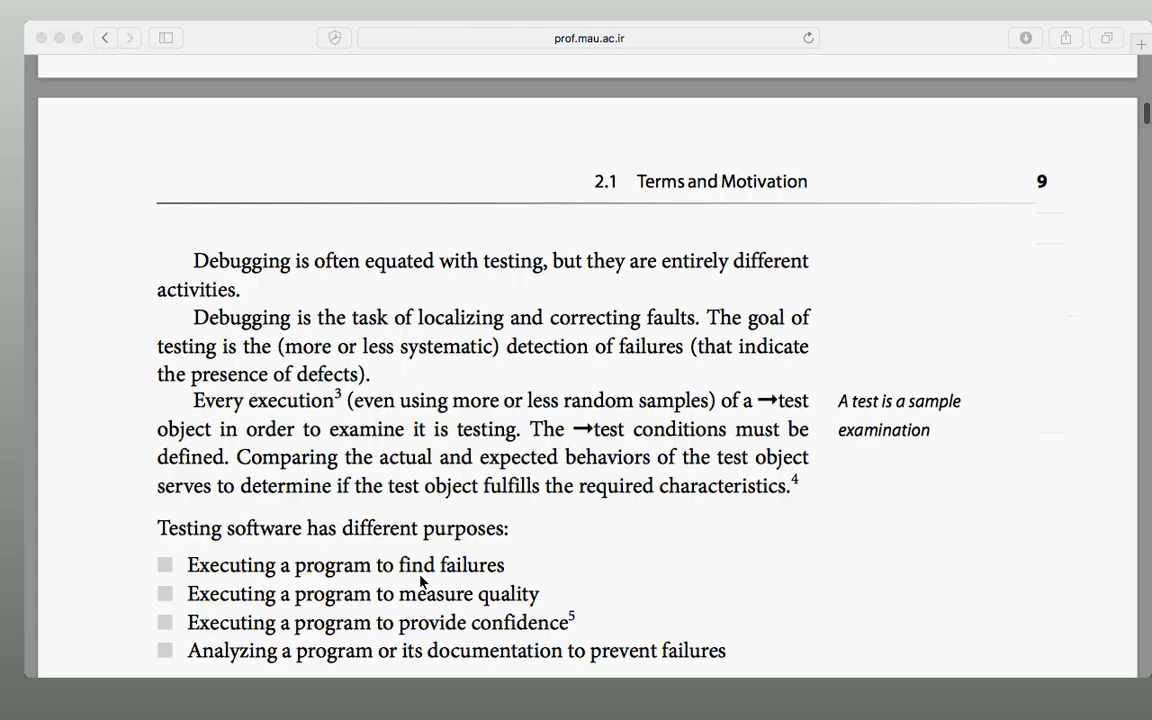 prof.mau.ac.ir
2.1 Terms and Motivation 9
Debugging is often equated with testing, but they are entirely different
activities.
Debugging is the task of localizing and correcting faults. The goal of
testing is the (more or less systematic) detection of failures (that indicate
the presence of defects).
Every execution³ (even using more or less random samples) of a →test
object in order to examine it is testing. The →test conditions must be
defined. Comparing the actual and expected behaviors of the test object
serves to determine if the test object fulfills the required characteristics.⁴
A test is a sample
examination
Testing software has different purposes:
Executing a program to find failures
Executing a program to measure quality
Executing a program to provide confidence⁵
Analyzing a program or its documentation to prevent failures